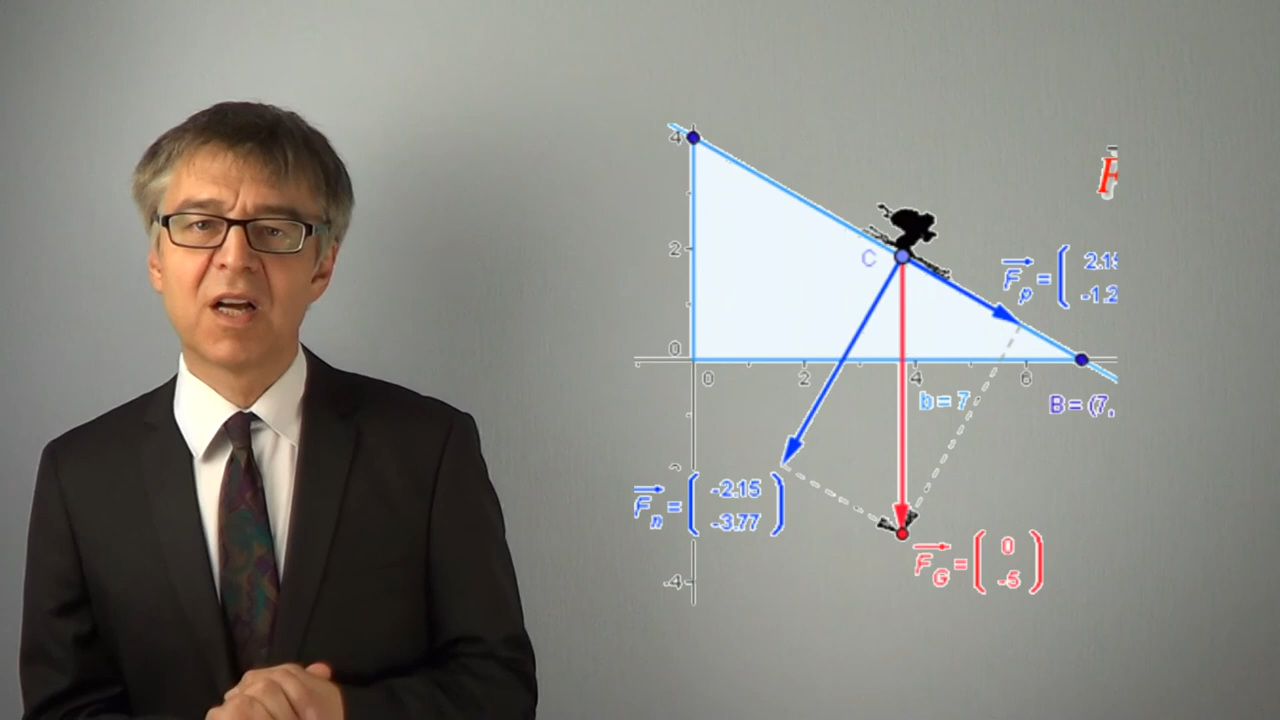 4
F
2
C
F_p = ( 2.15
-1.2
0
0 2 4 6
b = 7
B = (7,
F_n = ( -2.15
-3.77 )
F_G = ( 0
-5 )
-4